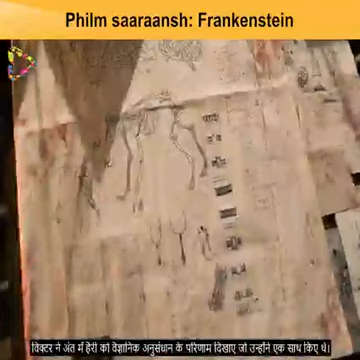 Philm saaraansh: Frankenstein
विक्टर ने अंत में हैरी को वैज्ञानिक अनुसंधान के परिणाम दिखाए जो उन्होंने एक साथ किए थे।